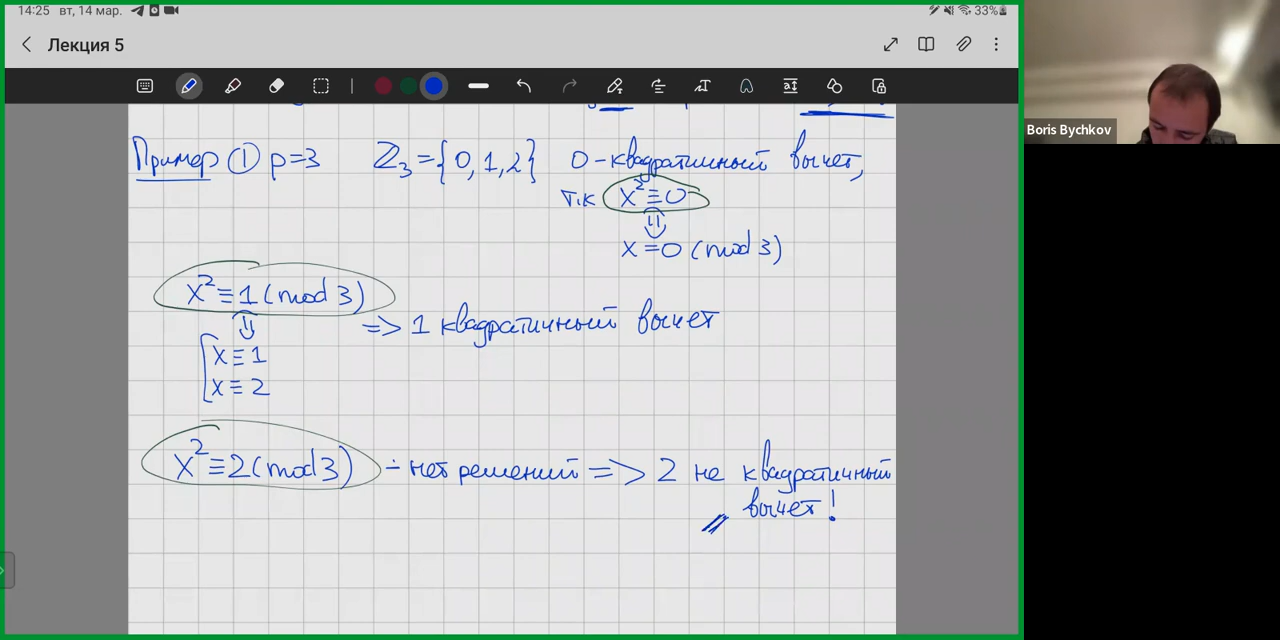 14:25 вт, 14 мар. 33%
Лекция 5
Boris Bychkov
Пример ① p=3 ℤ₃={0,1,2} 0-квадратичный вычет,
т.к x²≡0
⇓
x≡0 (mod 3)
x²≡1(mod 3)
=> 1 квадратичный вычет
⇓
[x≡1
x≡2
x²≡2(mod 3) - нет решений => 2 не квадратичный
вычет!